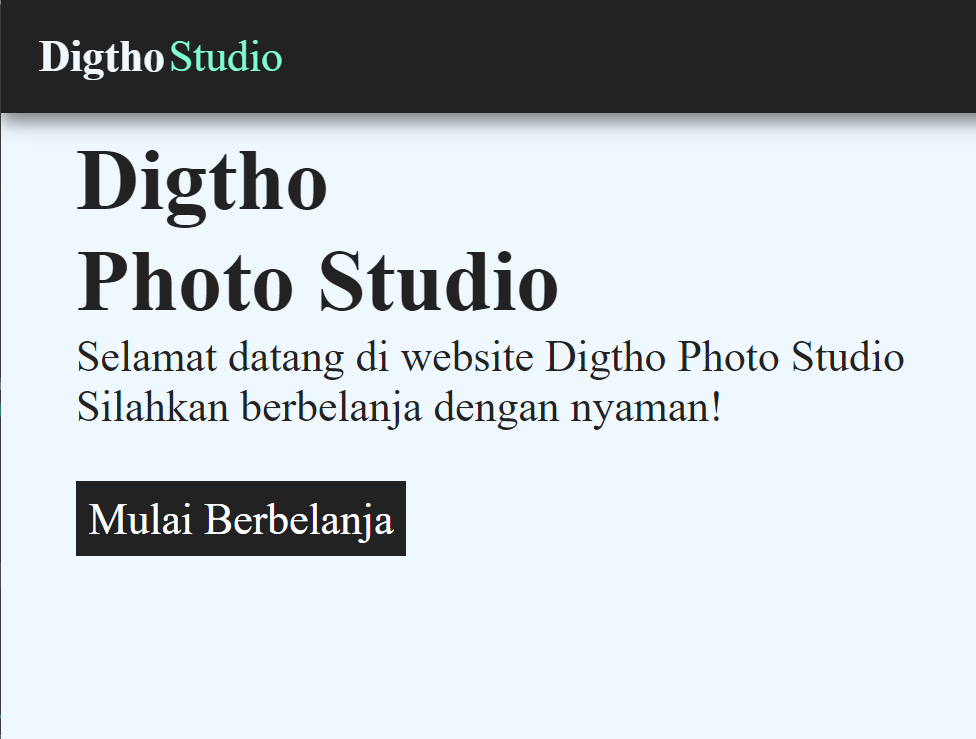 Digtho Studio
Digtho
Photo Studio
Selamat datang di website Digtho Photo Studio
Silahkan berbelanja dengan nyaman!
Mulai Berbelanja